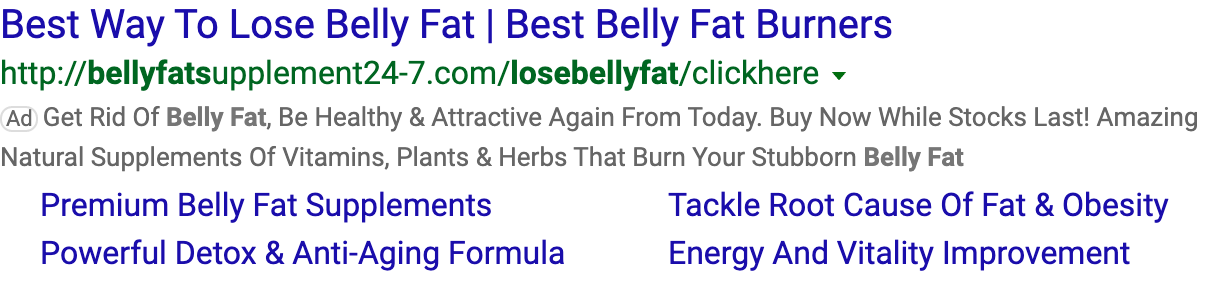 Best Way To Lose Belly Fat | Best Belly Fat Burners
http://bellyfatsupplement24-7.com/losebellyfat/clickhere
Ad Get Rid Of Belly Fat, Be Healthy & Attractive Again From Today. Buy Now While Stocks Last! Amazing
Natural Supplements Of Vitamins, Plants & Herbs That Burn Your Stubborn Belly Fat
Premium Belly Fat Supplements Tackle Root Cause Of Fat & Obesity
Powerful Detox & Anti-Aging Formula Energy And Vitality Improvement